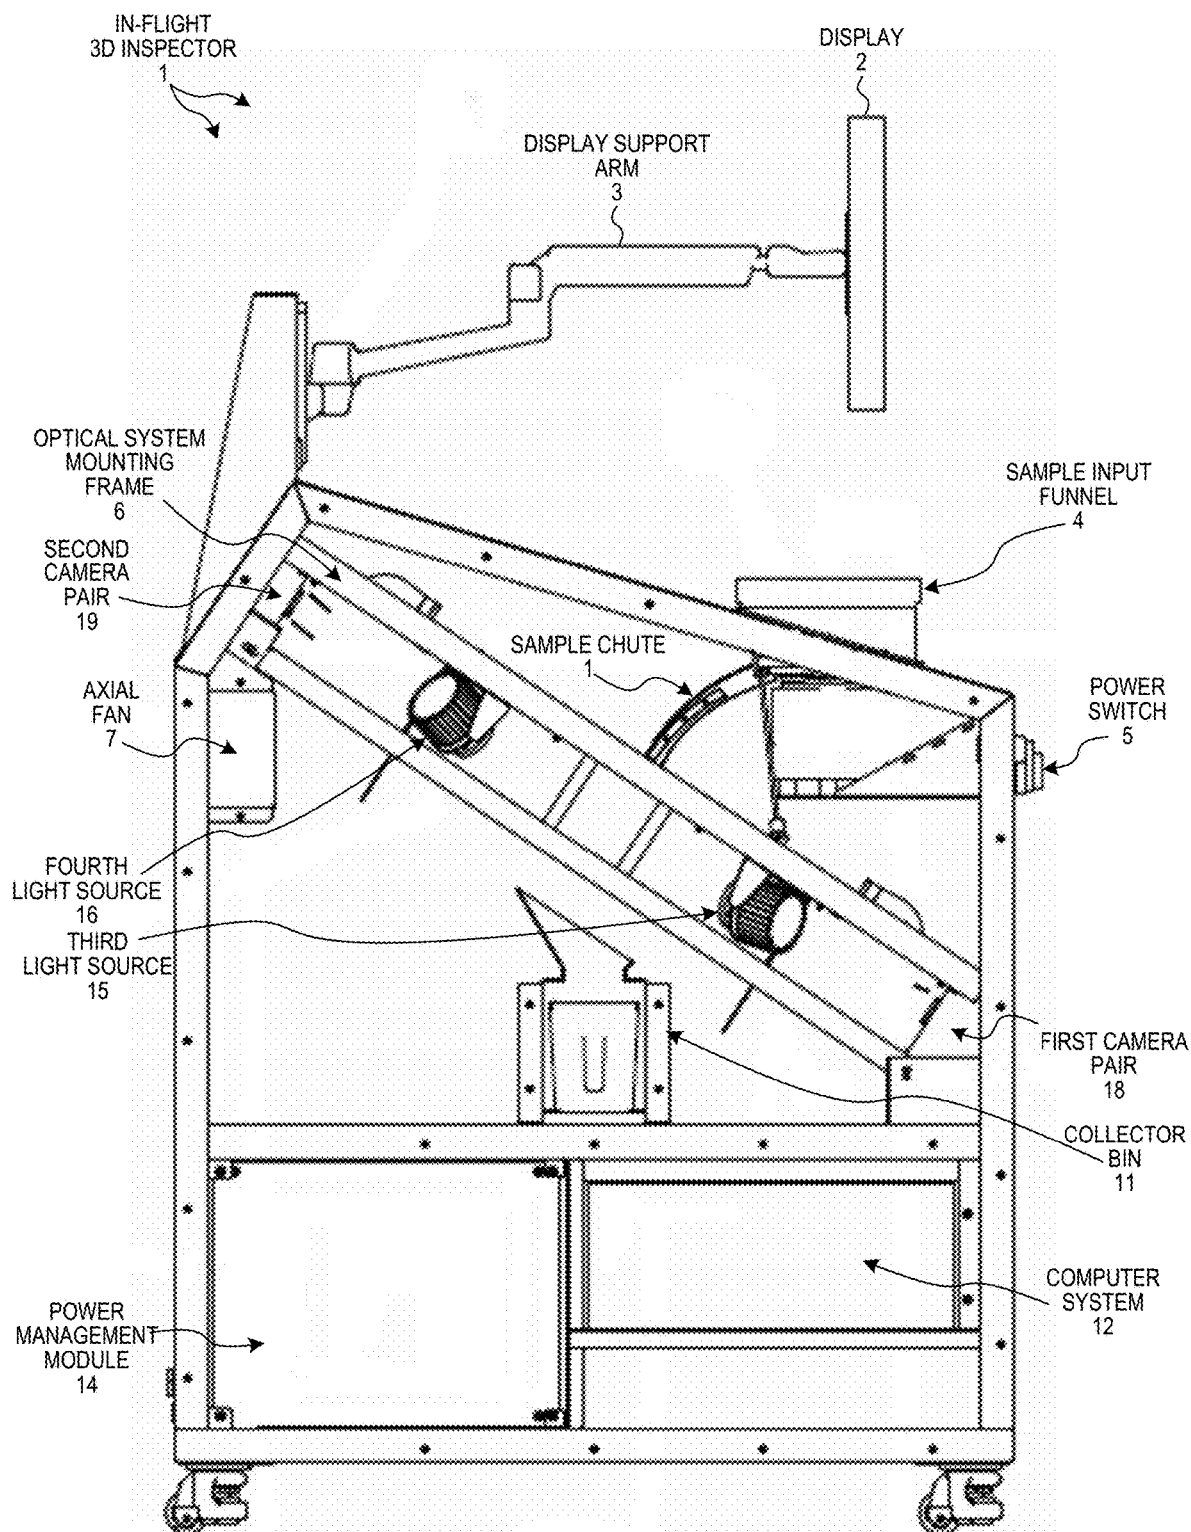 IN-FLIGHT
3D INSPECTOR
1
DISPLAY
2
DISPLAY SUPPORT
ARM
3
OPTICAL SYSTEM
MOUNTING
FRAME
6
SAMPLE INPUT
FUNNEL
4
SECOND
CAMERA
PAIR
19
SAMPLE CHUTE
1
AXIAL
FAN
7
POWER
SWITCH
5
FOURTH
LIGHT SOURCE
16
THIRD
LIGHT SOURCE
15
FIRST CAMERA
PAIR
18
COLLECTOR
BIN
11
COMPUTER
SYSTEM
12
POWER
MANAGEMENT
MODULE
14